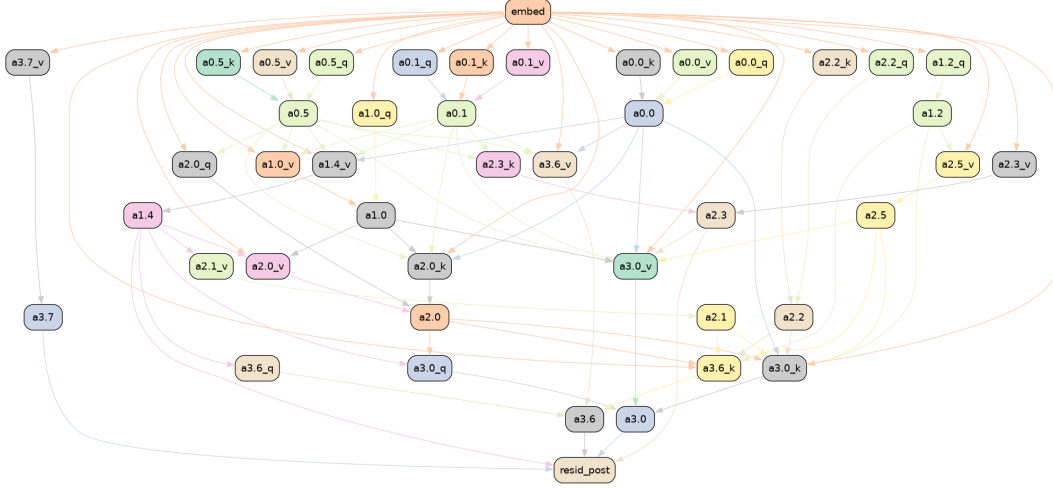 embed
a3.7_v a0.5_k a0.5_v a0.5_q a0.1_q a0.1_k a0.1_v a0.0_k a0.0_v a0.0_q a2.2_k a2.2_q a1.2_q
a0.5 a1.0_q a0.1 a0.0 a1.2
a2.0_q a1.0_v a1.4_v a2.3_k a3.6_v a2.5_v a2.3_v
a1.4 a1.0 a2.3 a2.5
a2.1_v a2.0_v a2.0_k a3.0_v
a3.7 a2.0 a2.1 a2.2
a3.6_q a3.0_q a3.6_k a3.0_k
a3.6 a3.0
resid_post